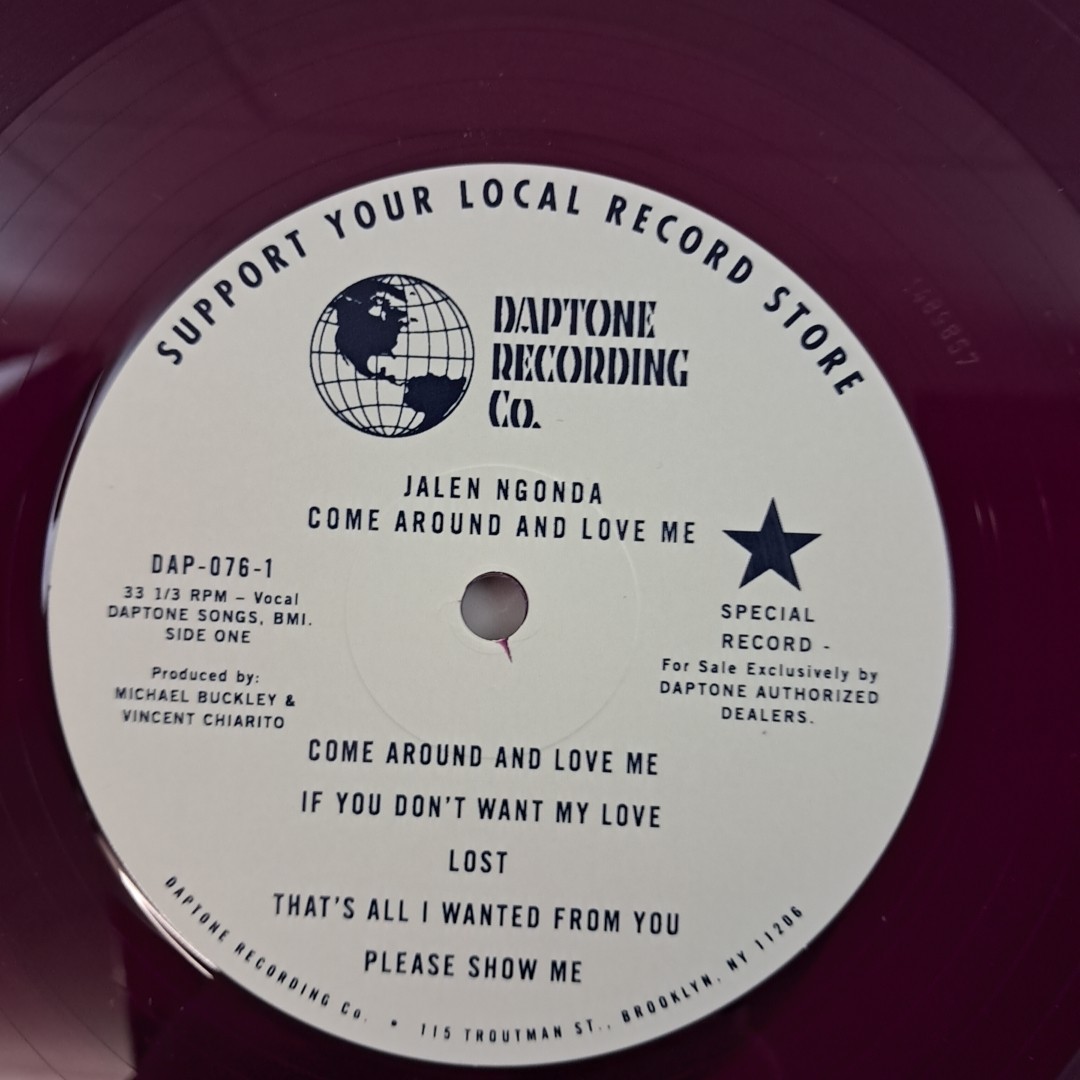 SUPPORT YOUR LOCAL RECORD STORE
DAPTONE
RECORDING
Co.
JALEN NGONDA
COME AROUND AND LOVE ME
DAP-076-1
33 1/3 RPM – Vocal
DAPTONE SONGS, BMI.
SIDE ONE
Produced by:
MICHAEL BUCKLEY &
VINCENT CHIARITO
SPECIAL
RECORD -
For Sale Exclusively by
DAPTONE AUTHORIZED
DEALERS.
COME AROUND AND LOVE ME
IF YOU DON'T WANT MY LOVE
LOST
THAT'S ALL I WANTED FROM YOU
PLEASE SHOW ME
DAPTONE RECORDING Co. • 115 TROUTMAN ST., BROOKLYN, NY 11206